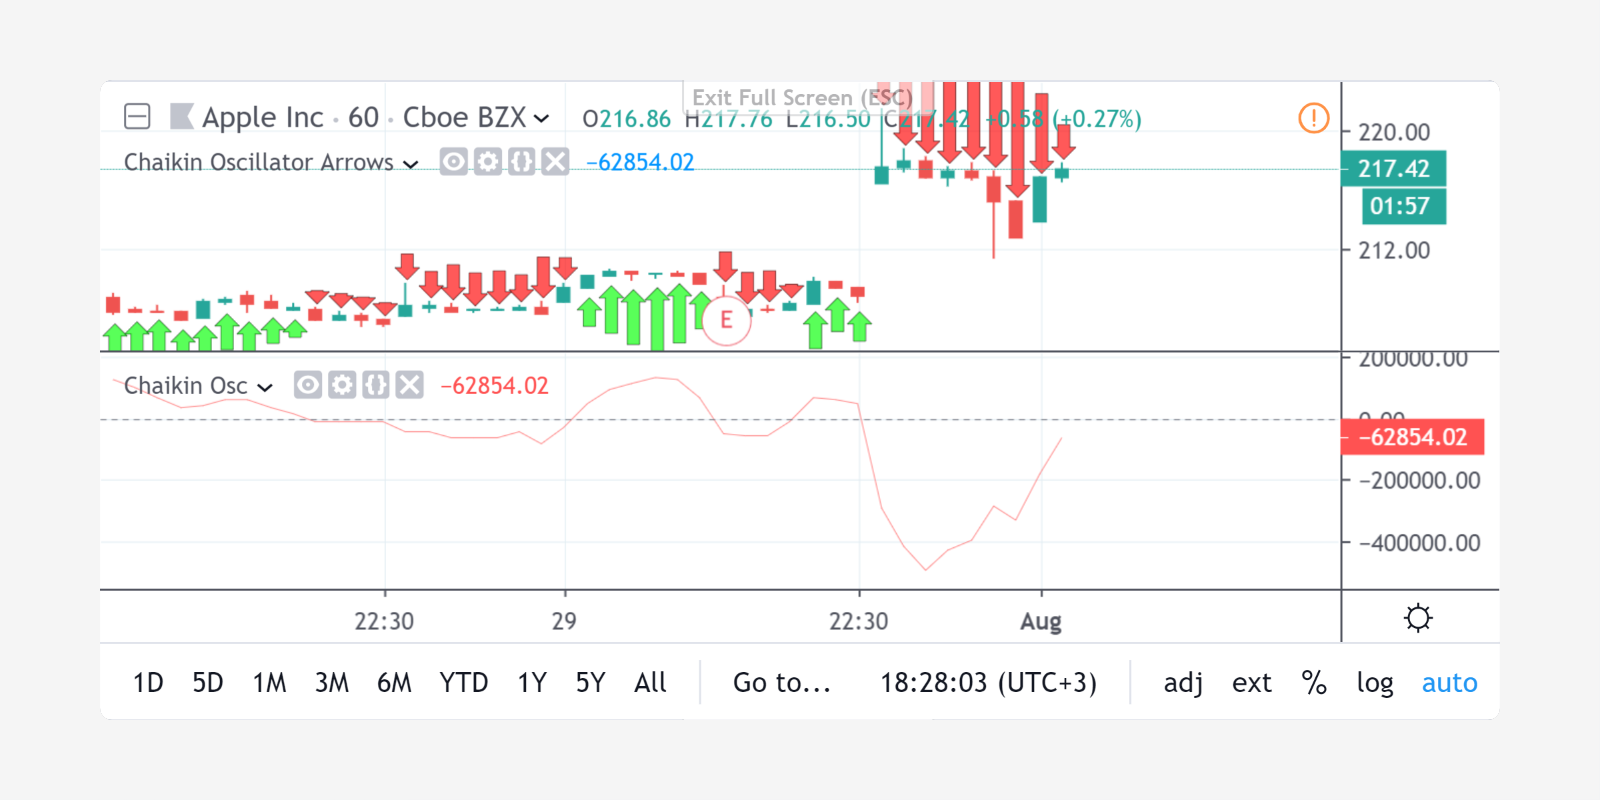 Exit Full Screen (ESC)
Apple Inc · 60 · Cboe BZX O216.86 H217.76 L216.50 C217.42 +0.58 (+0.27%)
220.00
Chaikin Oscillator Arrows −62854.02
217.42
01:57
212.00
E
200000.00
Chaikin Osc −62854.02
0.00
−62854.02
−200000.00
−400000.00
22:30 29 22:30 Aug
1D 5D 1M 3M 6M YTD 1Y 5Y All Go to... 18:28:03 (UTC+3) adj ext % log auto